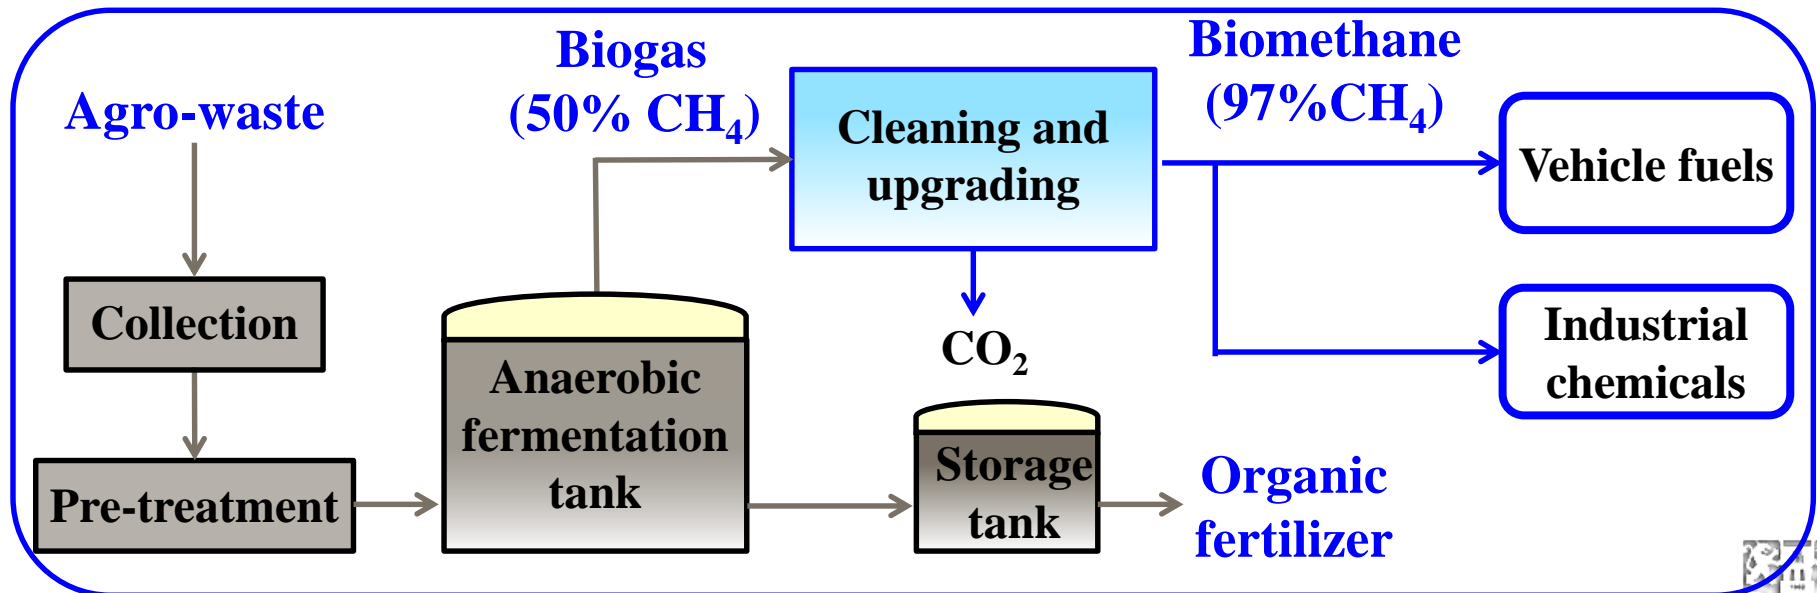 Agro-waste
Collection
Pre-treatment
Biogas
(50% CH₄)
Anaerobic
fermentation
tank
Cleaning and
upgrading
CO₂
Storage
tank
Organic
fertilizer
Biomethane
(97%CH₄)
Vehicle fuels
Industrial
chemicals